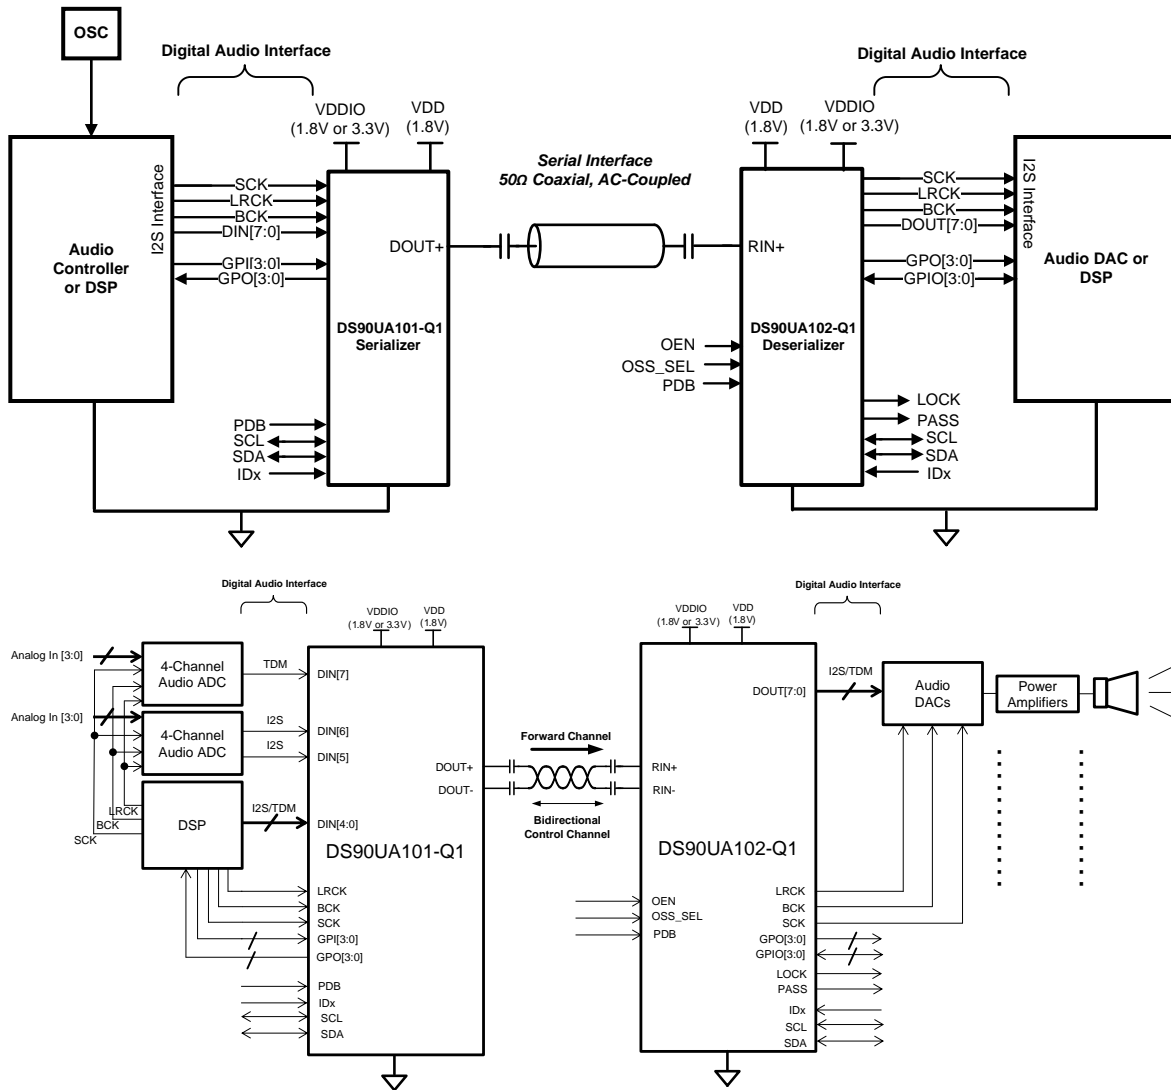 OSC
Digital Audio Interface
Digital Audio Interface
VDDIO
(1.8V or 3.3V)
VDD
(1.8V)
VDD
(1.8V)
VDDIO
(1.8V or 3.3V)
Serial Interface
50Ω Coaxial, AC-Coupled
Audio
Controller
or DSP
I2S Interface
SCK
LRCK
BCK
DIN[7:0]
GPI[3:0]
GPO[3:0]
DOUT+
DS90UA101-Q1
Serializer
PDB
SCL
SDA
IDx
RIN+
DS90UA102-Q1
Deserializer
OEN
OSS_SEL
PDB
SCK
LRCK
BCK
DOUT[7:0]
GPO[3:0]
GPIO[3:0]
LOCK
PASS
SCL
SDA
IDx
I2S Interface
Audio DAC or
DSP
Digital Audio Interface
Digital Audio Interface
VDDIO
(1.8V or 3.3V)
VDD
(1.8V)
VDDIO
(1.8V or 3.3V)
VDD
(1.8V)
Analog In [3:0]
4-Channel
Audio ADC
TDM
DIN[7]
Analog In [3:0]
4-Channel
Audio ADC
I2S
DIN[6]
I2S
DIN[5]
LRCK
BCK
SCK
DSP
I2S/TDM
DIN[4:0]
DS90UA101-Q1
LRCK
BCK
SCK
GPI[3:0]
GPO[3:0]
PDB
IDx
SCL
SDA
DOUT+
DOUT-
Forward Channel
Bidirectional
Control Channel
RIN+
RIN-
DS90UA102-Q1
OEN
OSS_SEL
PDB
DOUT[7:0]
I2S/TDM
Audio
DACs
Power
Amplifiers
LRCK
BCK
SCK
GPO[3:0]
GPIO[3:0]
LOCK
PASS
IDx
SCL
SDA